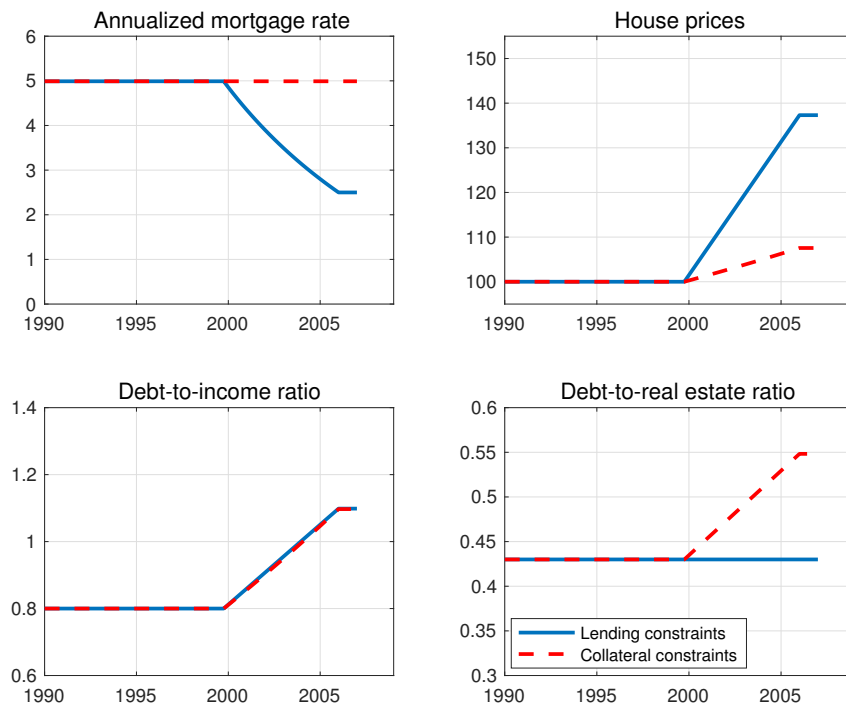 Annualized mortgage rate
6
5
4
3
2
1
0
1990 1995 2000 2005
House prices
150
140
130
120
110
100
1990 1995 2000 2005
Debt-to-income ratio
1.4
1.2
1
0.8
0.6
1990 1995 2000 2005
Debt-to-real estate ratio
0.6
0.55
0.5
0.45
0.4
0.35
0.3
Lending constraints
Collateral constraints
1990 1995 2000 2005